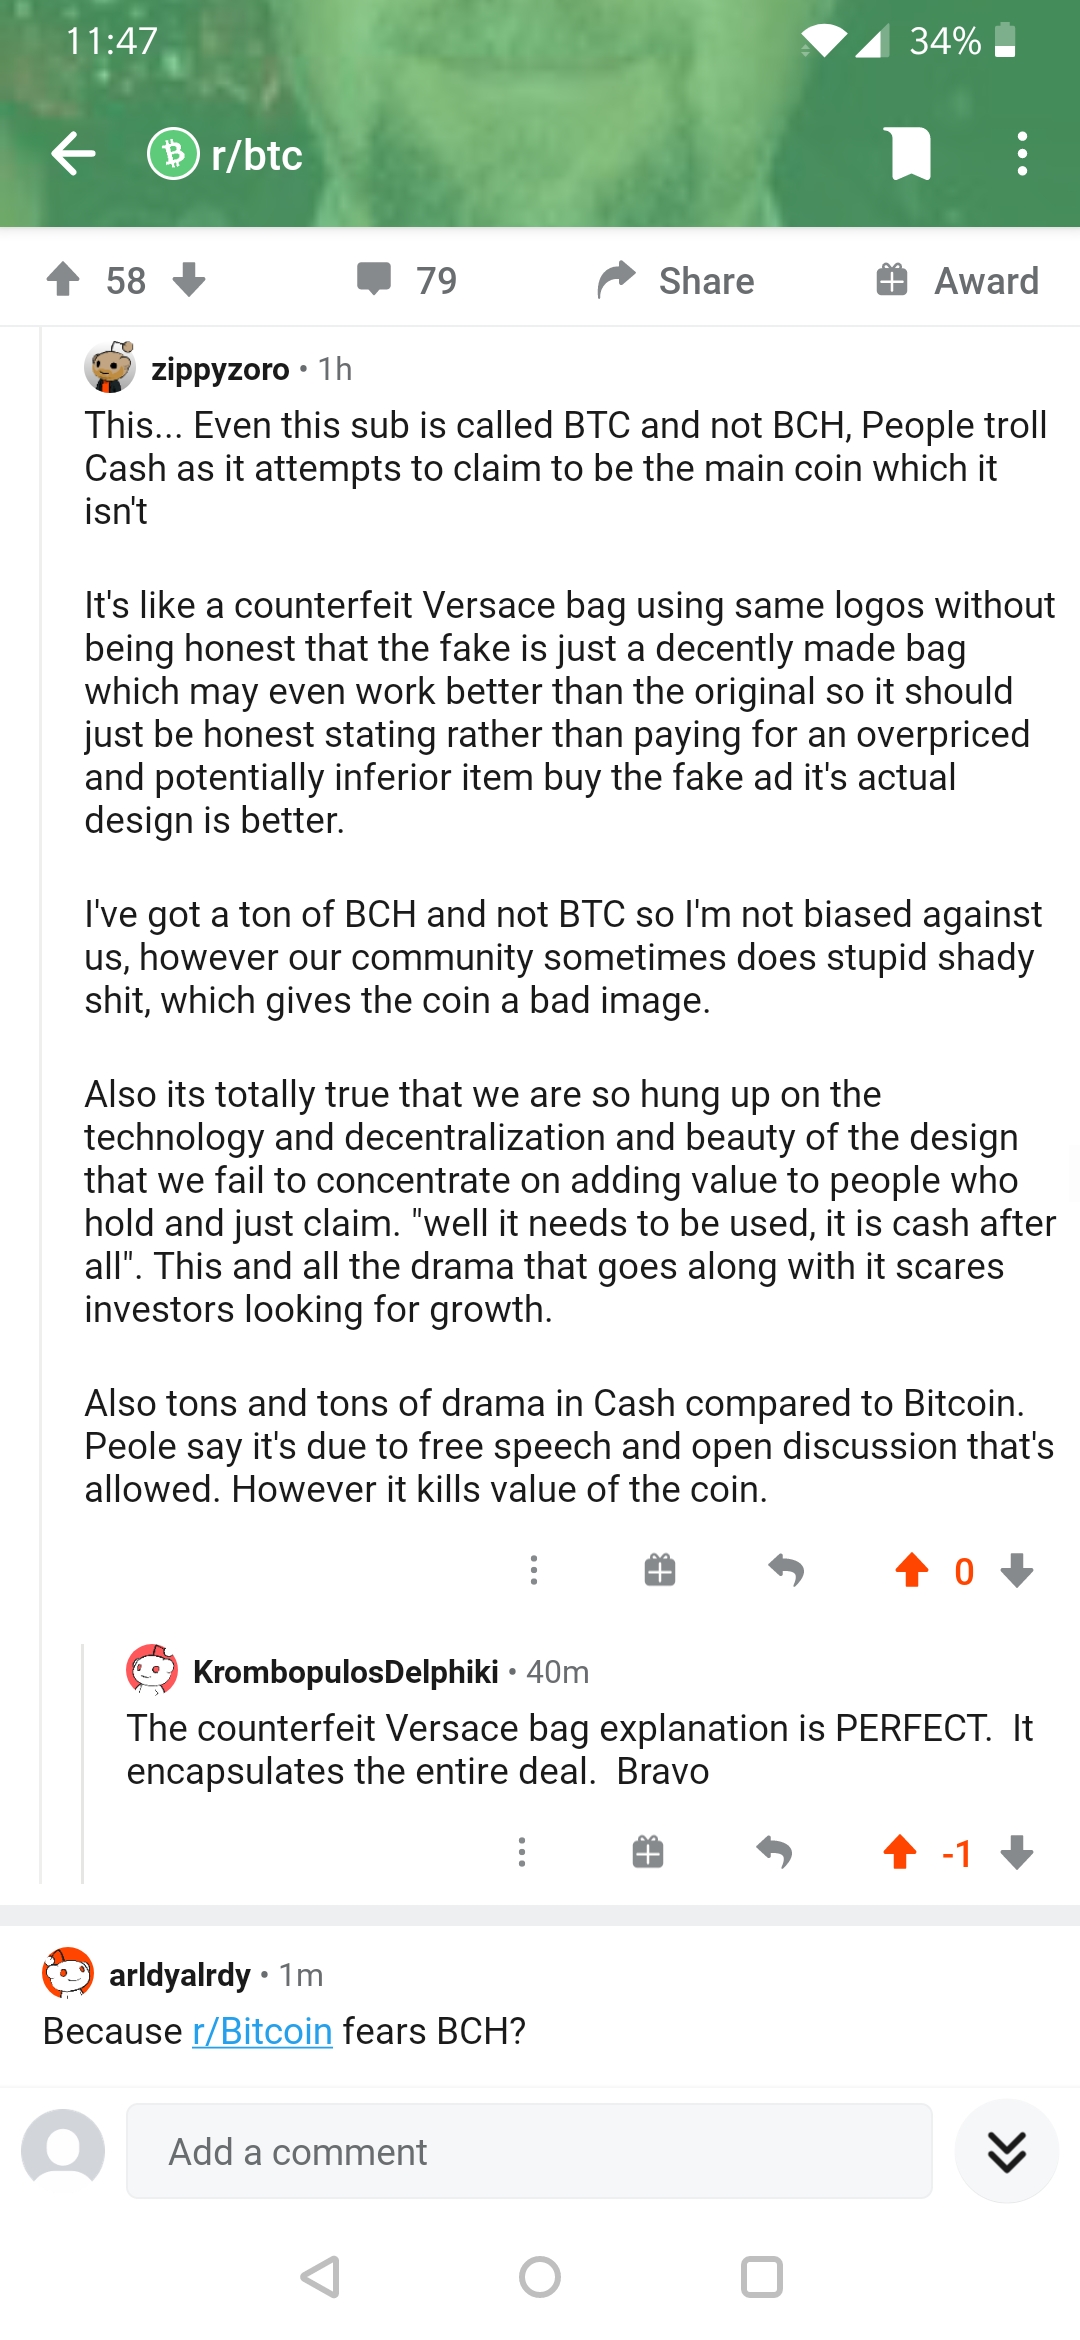 11:47
34%
r/btc
58
79
Share
Award
zippyzoro • 1h
This... Even this sub is called BTC and not BCH, People troll
Cash as it attempts to claim to be the main coin which it
isn't
It's like a counterfeit Versace bag using same logos without
being honest that the fake is just a decently made bag
which may even work better than the original so it should
just be honest stating rather than paying for an overpriced
and potentially inferior item buy the fake ad it's actual
design is better.
I've got a ton of BCH and not BTC so I'm not biased against
us, however our community sometimes does stupid shady
shit, which gives the coin a bad image.
Also its totally true that we are so hung up on the
technology and decentralization and beauty of the design
that we fail to concentrate on adding value to people who
hold and just claim. "well it needs to be used, it is cash after
all". This and all the drama that goes along with it scares
investors looking for growth.
Also tons and tons of drama in Cash compared to Bitcoin.
Peole say it's due to free speech and open discussion that's
allowed. However it kills value of the coin.
0
KrombopulosDelphiki • 40m
The counterfeit Versace bag explanation is PERFECT.  It
encapsulates the entire deal.  Bravo
-1
arldyalrdy • 1m
Because r/Bitcoin fears BCH?
Add a comment